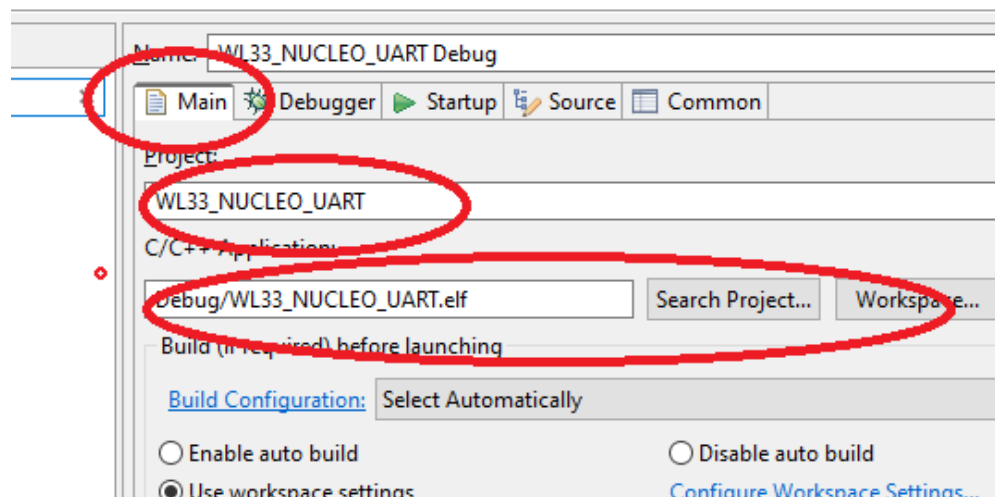 Name: WL33_NUCLEO_UART Debug
Main Debugger Startup Source Common
Project:
WL33_NUCLEO_UART
C/C++ Application:
Debug/WL33_NUCLEO_UART.elf Search Project... Workspace...
Build (if required) before launching
Build Configuration: Select Automatically
Enable auto build Disable auto build
Use workspace settings Configure Workspace Settings...